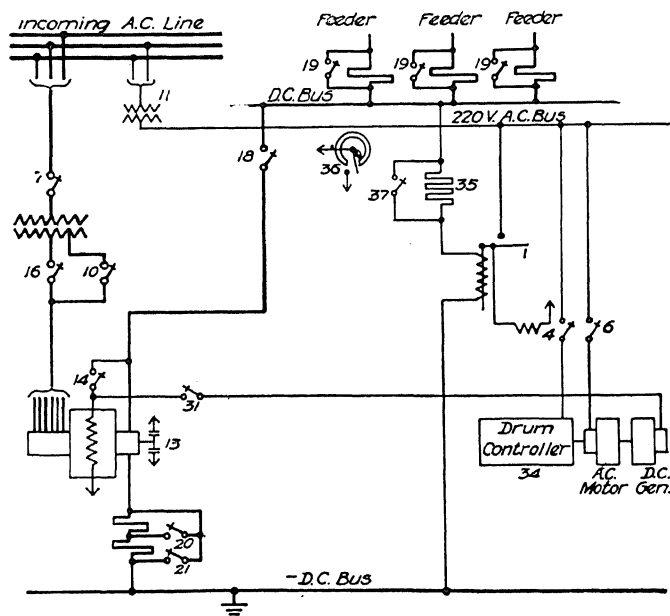 Incoming A.C. Line
Feeder Feeder Feeder
19 19 19
11
D.C. Bus
220 V. A.C. Bus
7
18
36
37
35
16
10
1
4
6
14
31
13
Drum
Controller
34
A.C.
Motor
D.C.
Gen.
20
21
- D.C. Bus